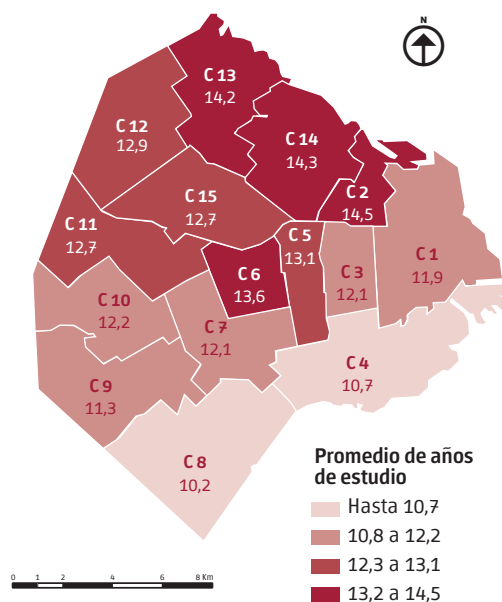 N
C 13
14,2
C 12
12,9
C 14
14,3
C 2
14,5
C 15
12,7
C 11
12,7
C 5
13,1
C 1
11,9
C 6
13,6
C 3
12,1
C 10
12,2
C 7
12,1
C 4
10,7
C 9
11,3
C 8
10,2
Promedio de años
de estudio
Hasta 10,7
10,8 a 12,2
12,3 a 13,1
13,2 a 14,5
0 1 2 4 6 8 Km